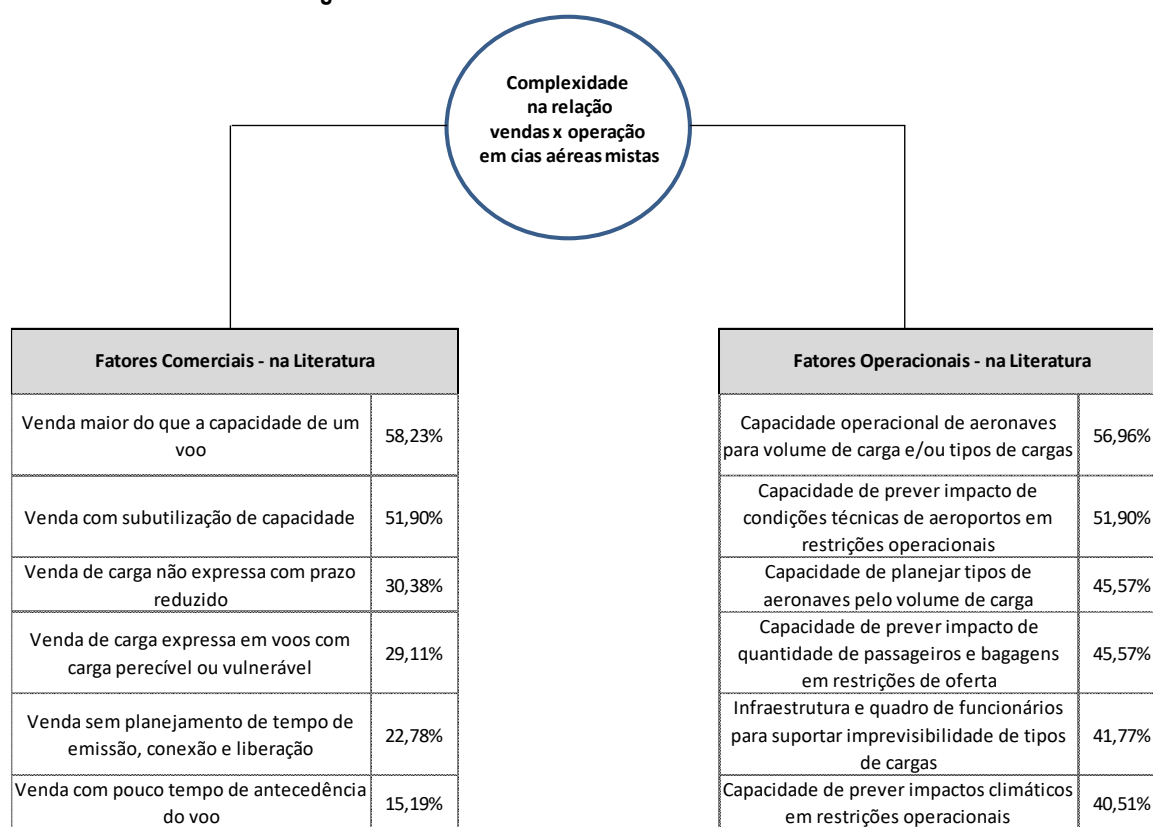 Complexidade
na relação
vendas x operação
em cias aéreas mistas
Fatores Comerciais - na Literatura
Venda maior do que a capacidade de um
voo
58,23%
Venda com subutilização de capacidade
51,90%
Venda de carga não expressa com prazo
reduzido
30,38%
Venda de carga expressa em voos com
carga perecível ou vulnerável
29,11%
Venda sem planejamento de tempo de
emissão, conexão e liberação
22,78%
Venda com pouco tempo de antecedência
do voo
15,19%
Fatores Operacionais - na Literatura
Capacidade operacional de aeronaves
para volume de carga e/ou tipos de cargas
56,96%
Capacidade de prever impacto de
condições técnicas de aeroportos em
restrições operacionais
51,90%
Capacidade de planejar tipos de
aeronaves pelo volume de carga
45,57%
Capacidade de prever impacto de
quantidade de passageiros e bagagens
em restrições de oferta
45,57%
Infraestrutura e quadro de funcionários
para suportar imprevisibilidade de tipos
de cargas
41,77%
Capacidade de prever impactos climáticos
em restrições operacionais
40,51%